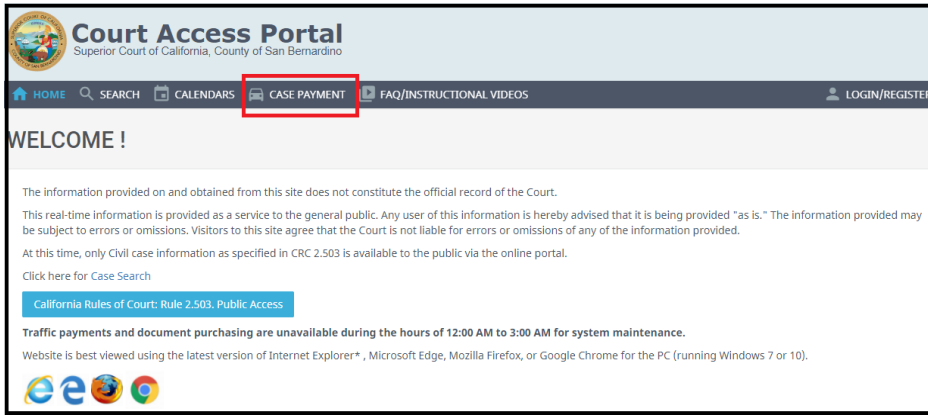 Court Access Portal
Superior Court of California, County of San Bernardino
HOME SEARCH CALENDARS CASE PAYMENT FAQ/INSTRUCTIONAL VIDEOS LOGIN/REGISTER
WELCOME !
The information provided on and obtained from this site does not constitute the official record of the Court.
This real-time information is provided as a service to the general public. Any user of this information is hereby advised that it is being provided "as is." The information provided may
be subject to errors or omissions. Visitors to this site agree that the Court is not liable for errors or omissions of any of the information provided.
At this time, only Civil case information as specified in CRC 2.503 is available to the public via the online portal.
Click here for Case Search
California Rules of Court: Rule 2.503. Public Access
Traffic payments and document purchasing are unavailable during the hours of 12:00 AM to 3:00 AM for system maintenance.
Website is best viewed using the latest version of Internet Explorer* , Microsoft Edge, Mozilla Firefox, or Google Chrome for the PC (running Windows 7 or 10).